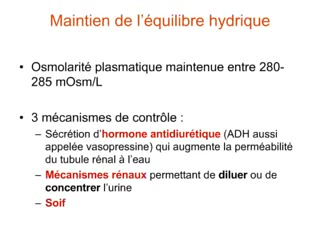 Maintien de l'équilibre hydrique
• Osmolarité plasmatique maintenue entre 280-
285 mOsm/L
• 3 mécanismes de contrôle :
– Sécrétion d'hormone antidiurétique (ADH aussi
appelée vasopressine) qui augmente la perméabilité
du tubule rénal à l'eau
– Mécanismes rénaux permettant de diluer ou de
concentrer l'urine
– Soif